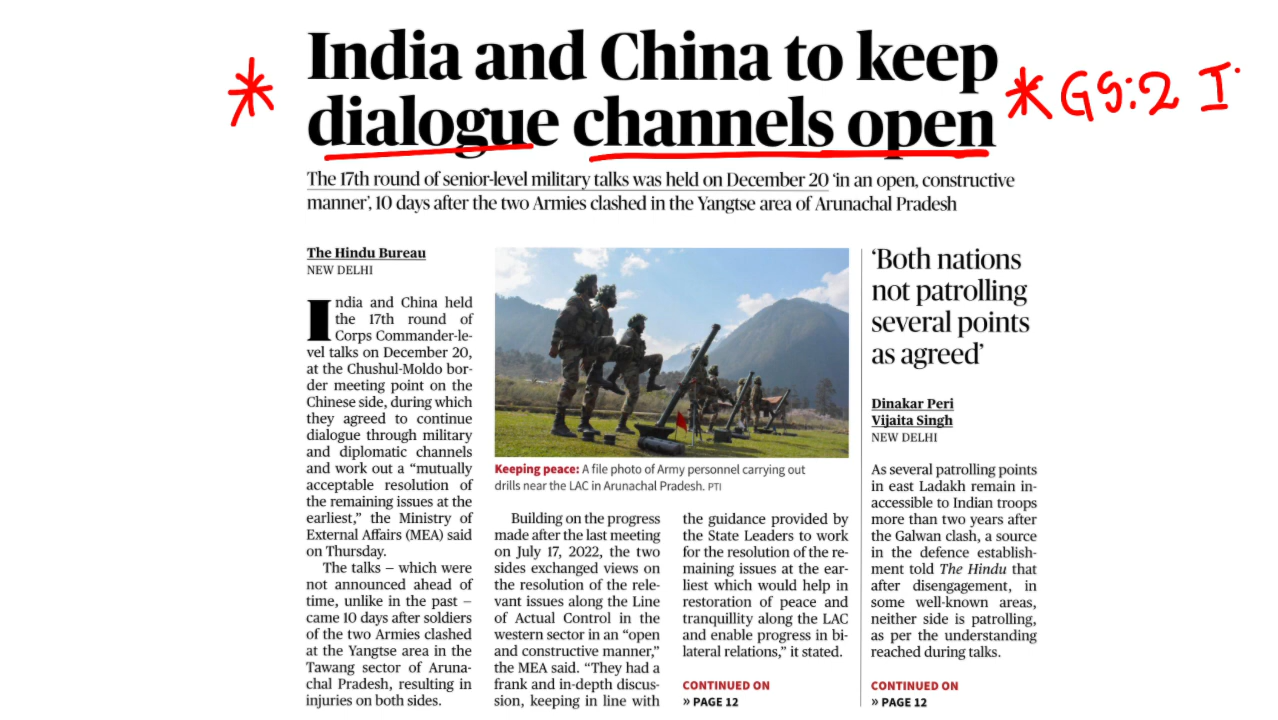 India and China to keep
dialogue channels open
* * GS:2 I
The 17th round of senior-level military talks was held on December 20 ‘in an open, constructive
manner’, 10 days after the two Armies clashed in the Yangtse area of Arunachal Pradesh
The Hindu Bureau
NEW DELHI
India and China held
the 17th round of
Corps Commander-le-
vel talks on December 20,
at the Chushul-Moldo bor-
der meeting point on the
Chinese side, during which
they agreed to continue
dialogue through military
and diplomatic channels
and work out a “mutually
acceptable resolution of
the remaining issues at the
earliest,” the Ministry of
External Affairs (MEA) said
on Thursday.
The talks – which were
not announced ahead of
time, unlike in the past –
came 10 days after soldiers
of the two Armies clashed
at the Yangtse area in the
Tawang sector of Aruna-
chal Pradesh, resulting in
injuries on both sides.
Keeping peace: A file photo of Army personnel carrying out
drills near the LAC in Arunachal Pradesh. PTI
Building on the progress
made after the last meeting
on July 17, 2022, the two
sides exchanged views on
the resolution of the rele-
vant issues along the Line
of Actual Control in the
western sector in an “open
and constructive manner,”
the MEA said. “They had a
frank and in-depth discus-
sion, keeping in line with
the guidance provided by
the State Leaders to work
for the resolution of the re-
maining issues at the ear-
liest which would help in
restoration of peace and
tranquillity along the LAC
and enable progress in bi-
lateral relations,” it stated.
CONTINUED ON
» PAGE 12
‘Both nations
not patrolling
several points
as agreed’
Dinakar Peri
Vijaita Singh
NEW DELHI
As several patrolling points
in east Ladakh remain in-
accessible to Indian troops
more than two years after
the Galwan clash, a source
in the defence establish-
ment told The Hindu that
after disengagement, in
some well-known areas,
neither side is patrolling,
as per the understanding
reached during talks.
CONTINUED ON
» PAGE 12